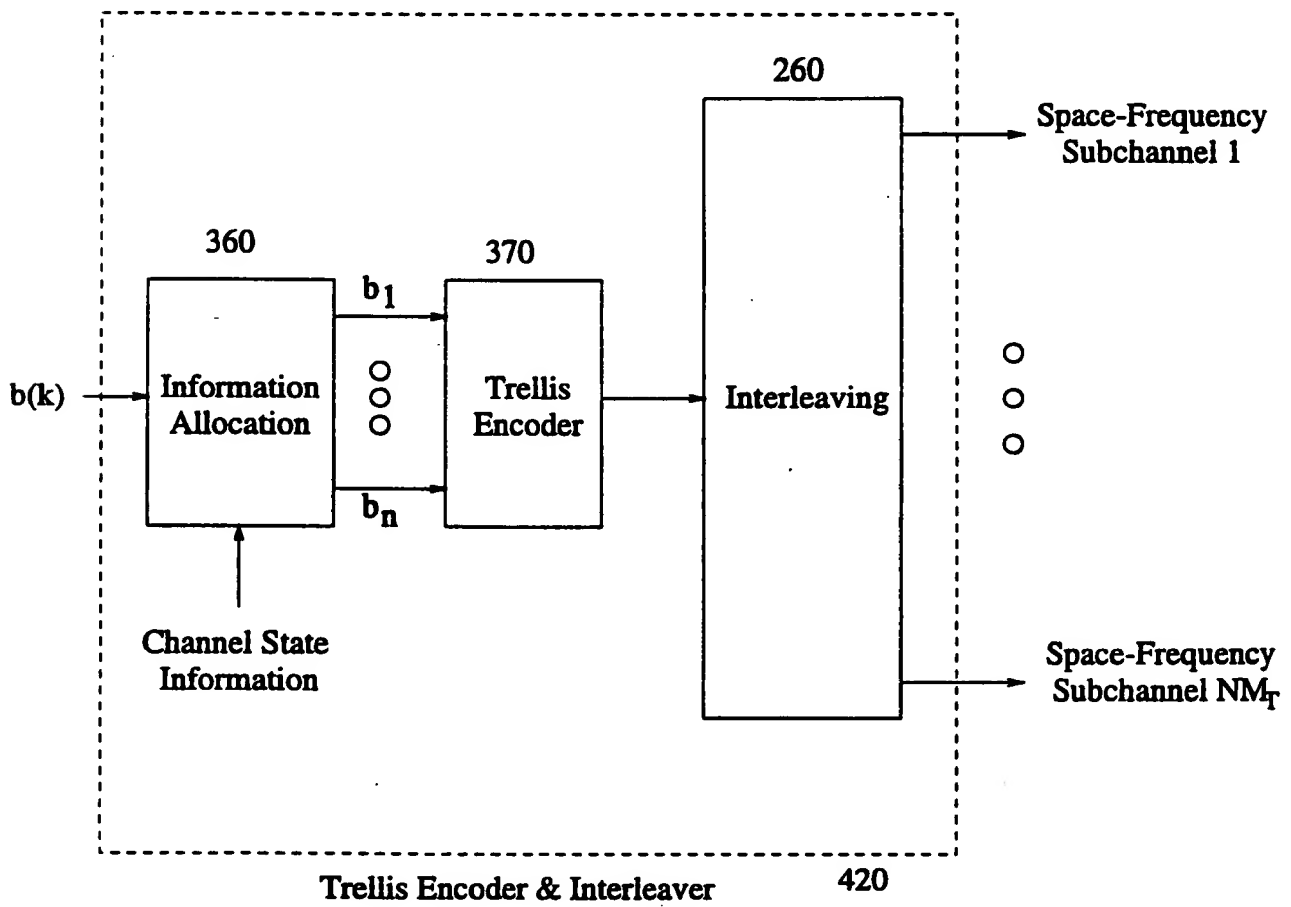 260
Space-Frequency
Subchannel 1
360
370
b1
b(k)
Information
Allocation
Trellis
Encoder
Interleaving
bn
Channel State
Information
Space-Frequency
Subchannel NMT
Trellis Encoder & Interleaver
420